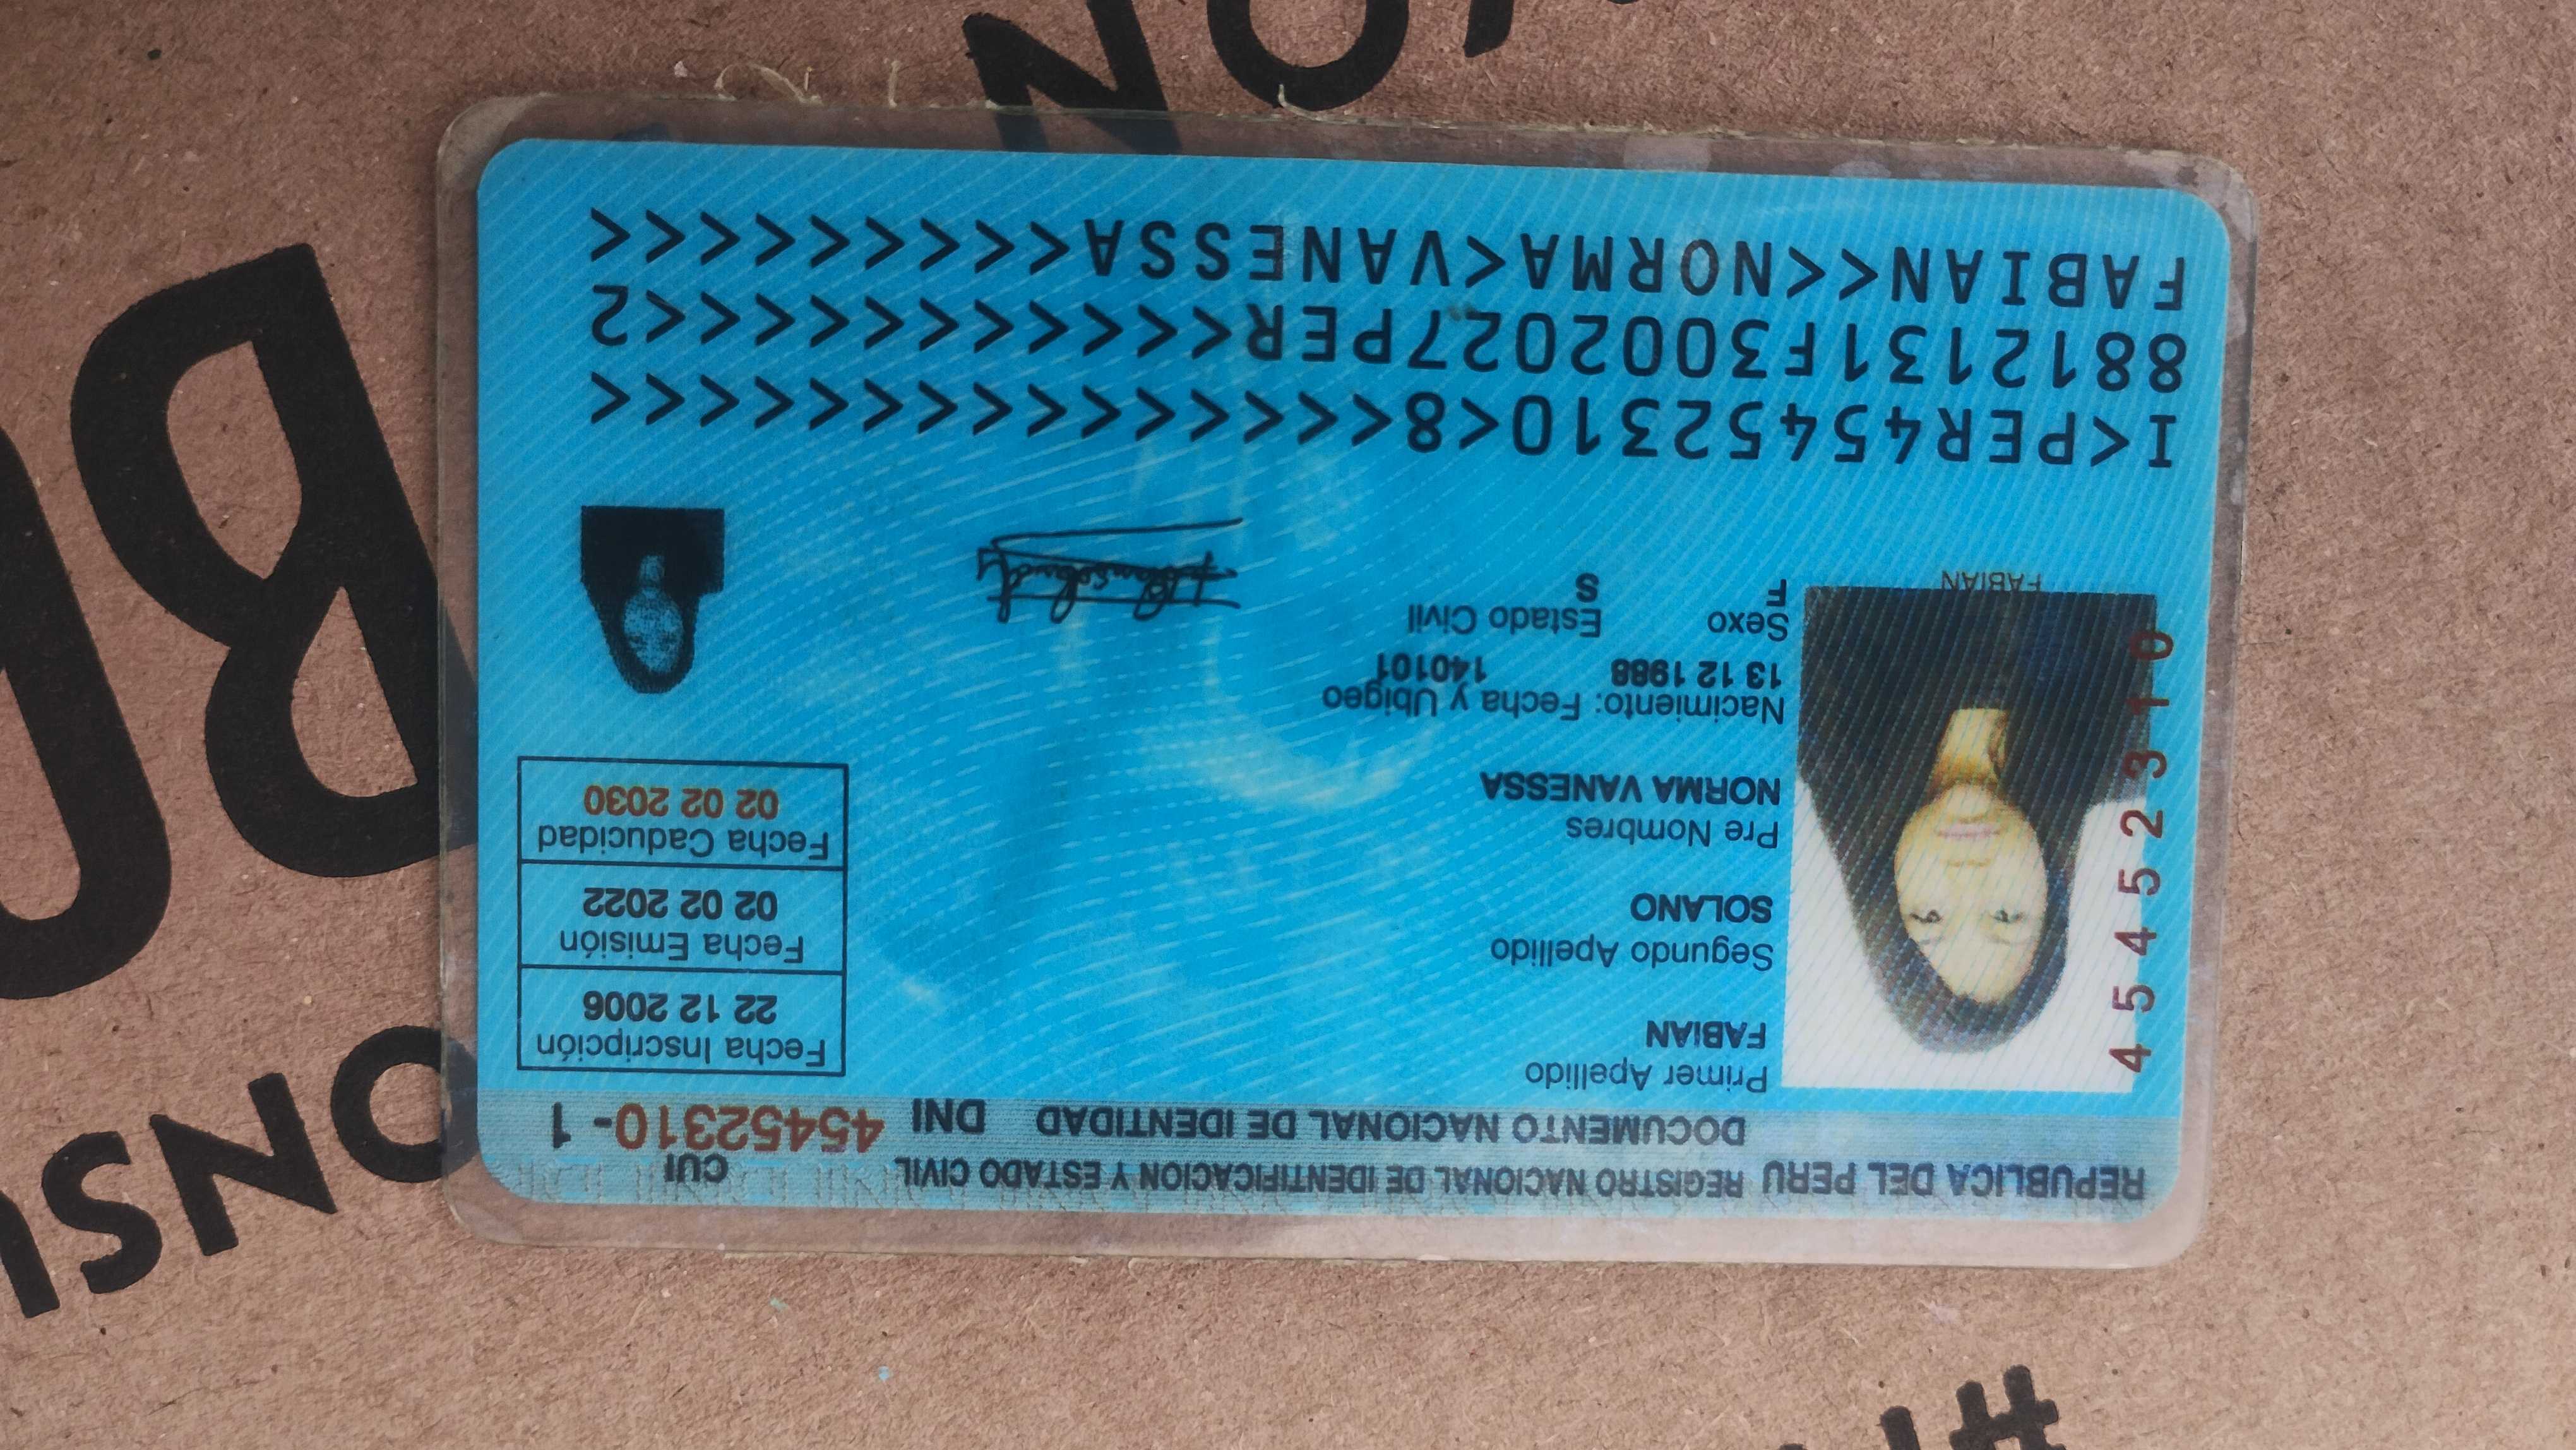 REPUBLICA DEL PERU REGISTRO NACIONAL DE IDENTIFICACION Y ESTADO CIVIL
CUI
DOCUMENTO NACIONAL DE IDENTIDAD DNI 45452310-1
Primer Apellido
FABIAN
Segundo Apellido
SOLANO
Pre Nombres
NORMA VANESSA
Nacimiento: Fecha y Ubigeo
13 12 1988 140101
Sexo Estado Civil
F S
Fecha Inscripción
22 12 2006
Fecha Emisión
02 02 2022
Fecha Caducidad
02 02 2030
45452310
FABIAN
I<PER45452310<8<<<<<<<<<<<<<<<
8812131F3002027PER<<<<<<<<<<<2
FABIAN<<NORMA<VANESSA<<<<<<<<<